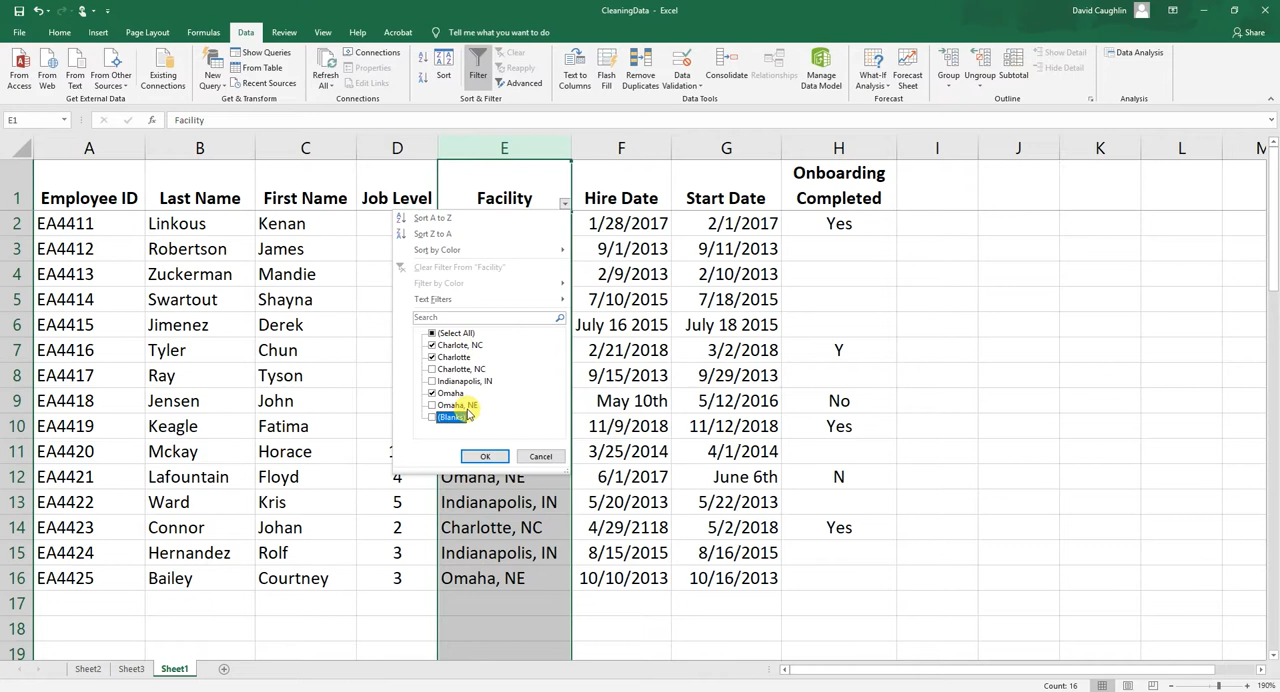 CleaningData - Excel
David Caughlin
File Home Insert Page Layout Formulas Data Review View Help Acrobat Tell me what you want to do
Share
From Access
From Web
From Text
From Other Sources
Existing Connections
Get External Data
New Query
Show Queries
From Table
Recent Sources
Get & Transform
Refresh All
Connections
Properties
Edit Links
Connections
Sort
Filter
Clear
Reapply
Advanced
Sort & Filter
Text to Columns
Flash Fill
Remove Duplicates
Data Validation
Consolidate
Relationships
Manage Data Model
Data Tools
What-If Analysis
Forecast Sheet
Forecast
Group
Ungroup
Subtotal
Show Detail
Hide Detail
Outline
Data Analysis
Analysis
E1 fx Facility
A B C D E F G H I J K L M
1 Employee ID Last Name First Name Job Level Facility Hire Date Start Date Onboarding Completed
2 EA4411 Linkous Kenan 1/28/2017 2/1/2017 Yes
3 EA4412 Robertson James 9/1/2013 9/11/2013
4 EA4413 Zuckerman Mandie 2/9/2013 2/10/2013
5 EA4414 Swartout Shayna 7/10/2015 7/18/2015
6 EA4415 Jimenez Derek July 16 2015 July 18 2015
7 EA4416 Tyler Chun 2/21/2018 3/2/2018 Y
8 EA4417 Ray Tyson 9/15/2013 9/29/2013
9 EA4418 Jensen John May 10th 5/12/2016 No
10 EA4419 Keagle Fatima 11/9/2018 11/12/2018 Yes
11 EA4420 Mckay Horace 3/25/2014 4/1/2014
12 EA4421 Lafountain Floyd 4 Omaha, NE 6/1/2017 June 6th N
13 EA4422 Ward Kris 5 Indianapolis, IN 5/20/2013 5/22/2013
14 EA4423 Connor Johan 2 Charlotte, NC 4/29/2118 5/2/2018 Yes
15 EA4424 Hernandez Rolf 3 Indianapolis, IN 8/15/2015 8/16/2015
16 EA4425 Bailey Courtney 3 Omaha, NE 10/10/2013 10/16/2013
17
18
19
Sort A to Z
Sort Z to A
Sort by Color
Clear Filter From "Facility"
Filter by Color
Text Filters
Search
(Select All)
Charlote, NC
Charlotte
Charlotte, NC
Indianapolis, IN
Omaha
Omaha, NE
(Blanks)
OK Cancel
Sheet2 Sheet3 Sheet1
Count: 16
190%